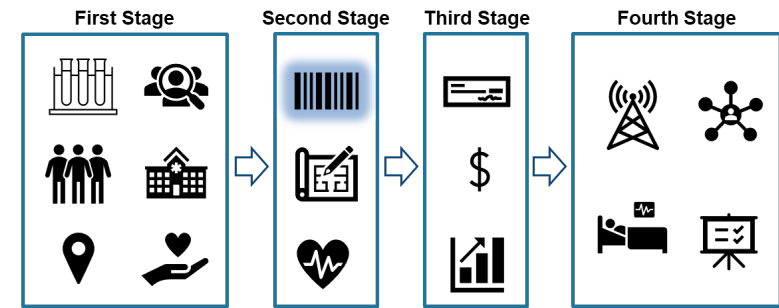 First Stage
Second Stage
Third Stage
Fourth Stage
$